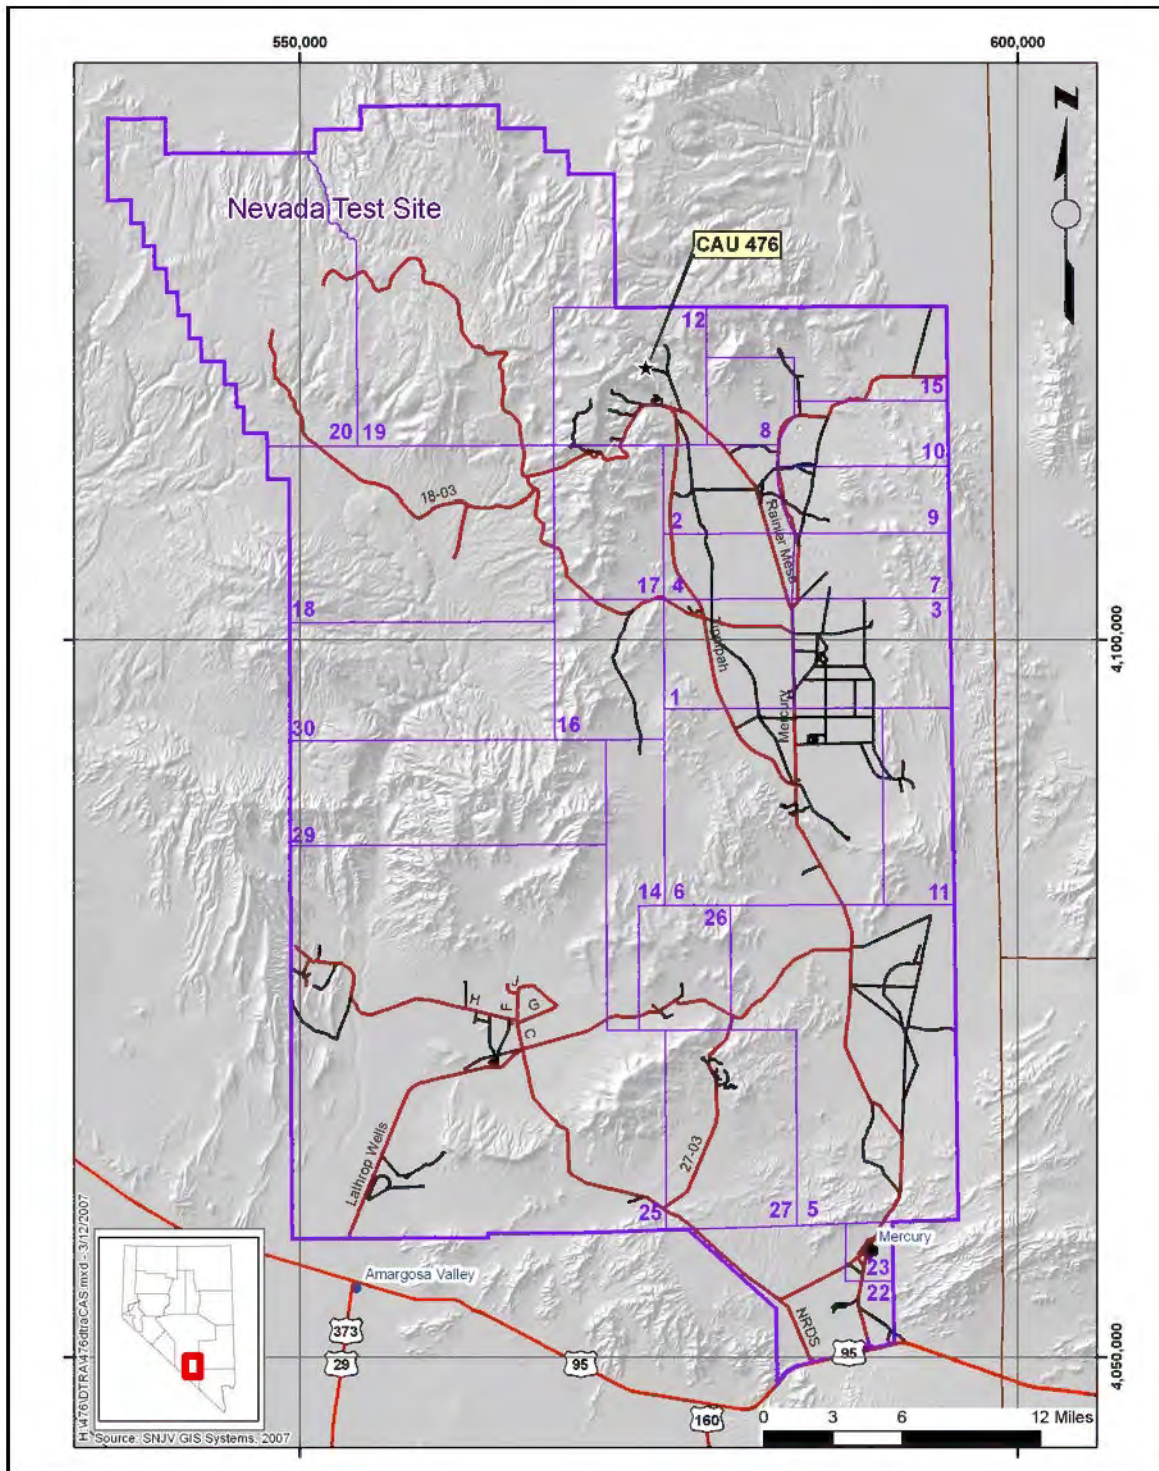 550,000
600,000
N
Nevada Test Site
CAU 476
12
15
20
19
8
10
18-03
2
9
Rainier Mesa
17
4
7
18
3
Tippipah
4,100,000
1
Mercury
30
16
29
14
6
11
26
J
H
F
G
C
Lathrop Wells
27-03
25
27
5
Mercury
23
22
Amargosa Valley
NRDS
373
29
95
95
160
4,050,000
0
3
6
12 Miles
H:\476\DTRA\476dtraCAS.mxd - 3/12/2007
Source: SNJV GIS Systems, 2007